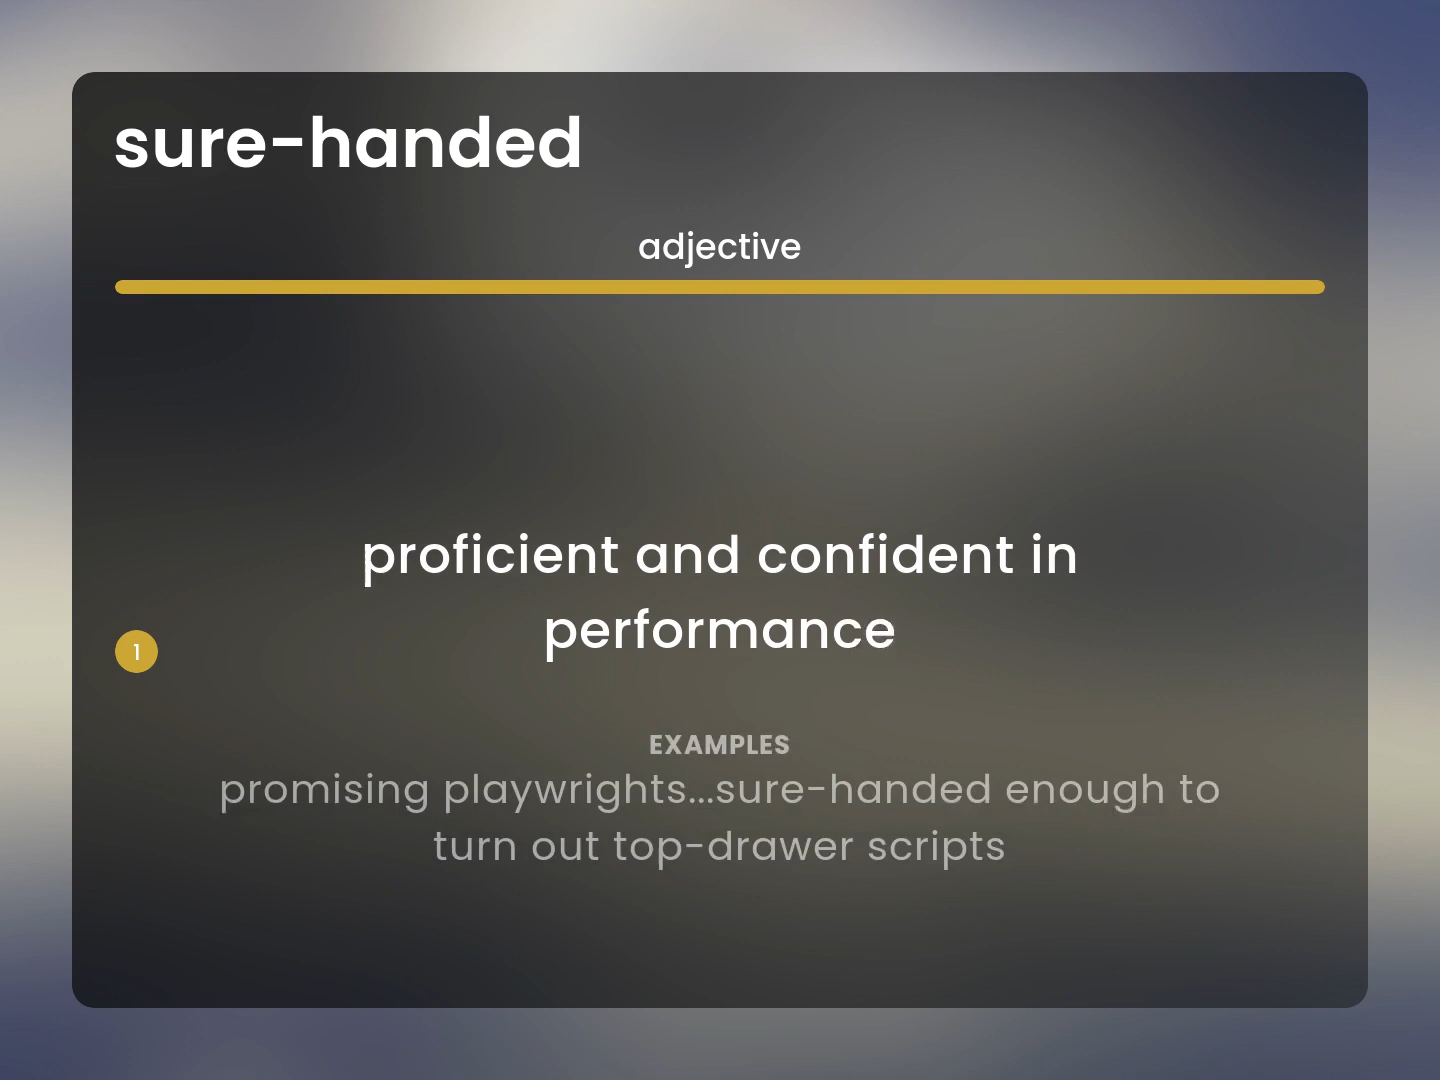 sure-handed
adjective
proficient and confident in
performance
1
EXAMPLES
promising playwrights...sure-handed enough to
turn out top-drawer scripts